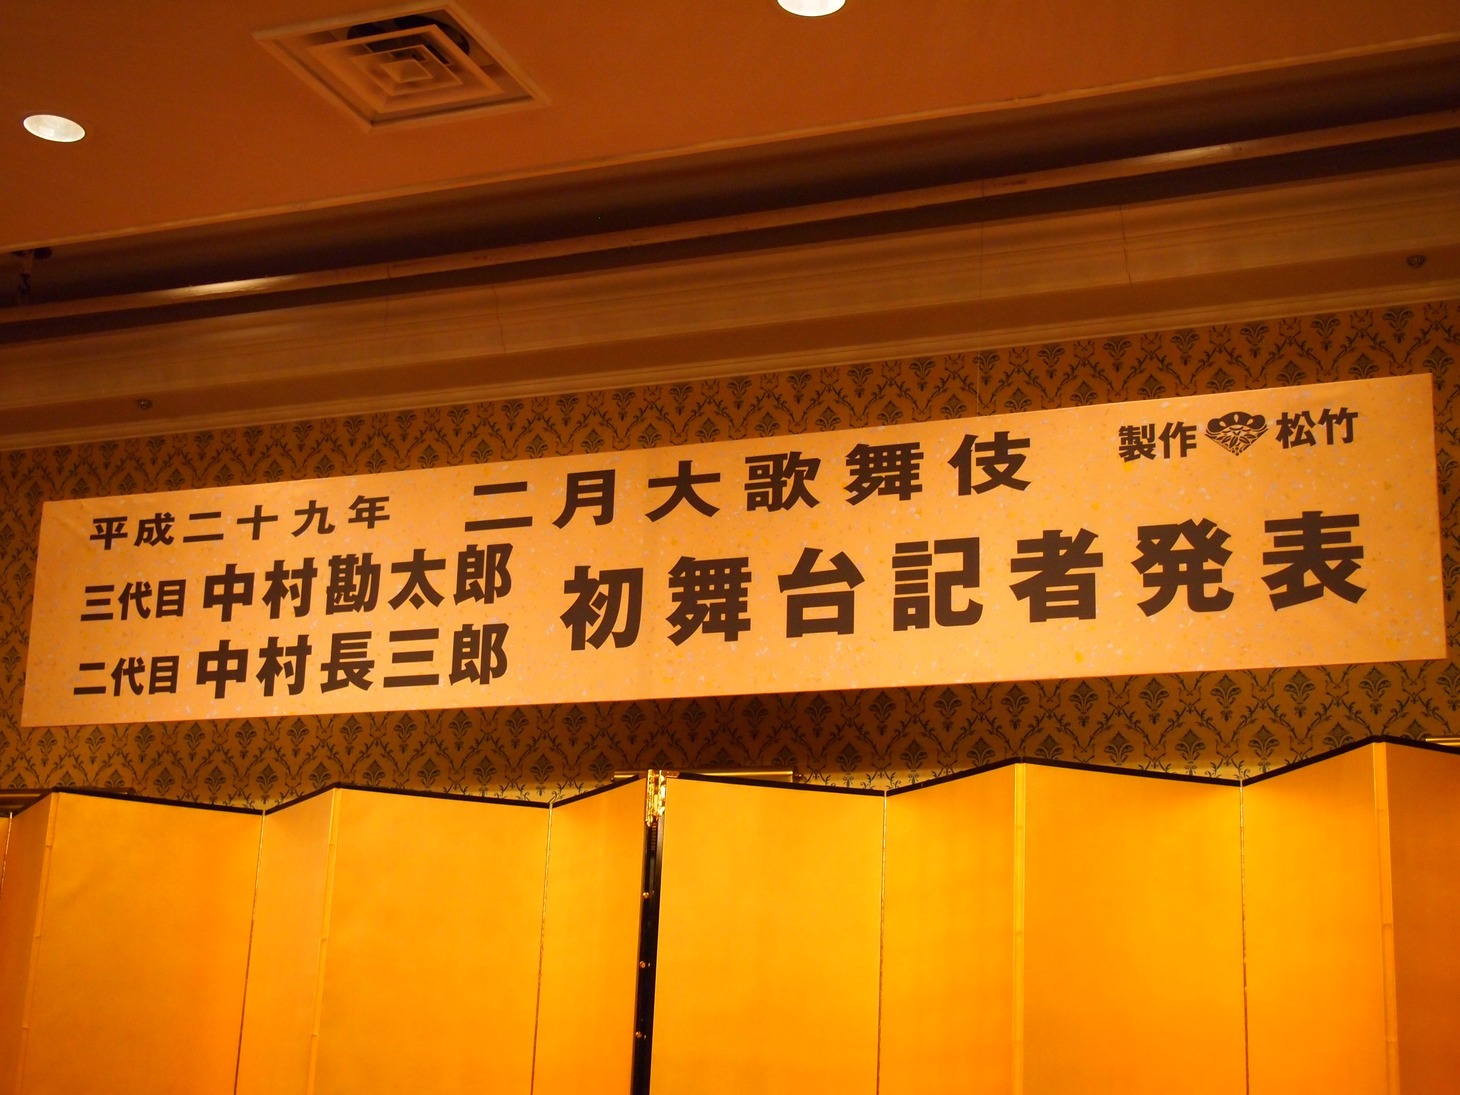 平成二十九年 二月大歌舞伎
製作 松竹
三代目 中村勘太郎
二代目 中村長三郎
初舞台記者発表